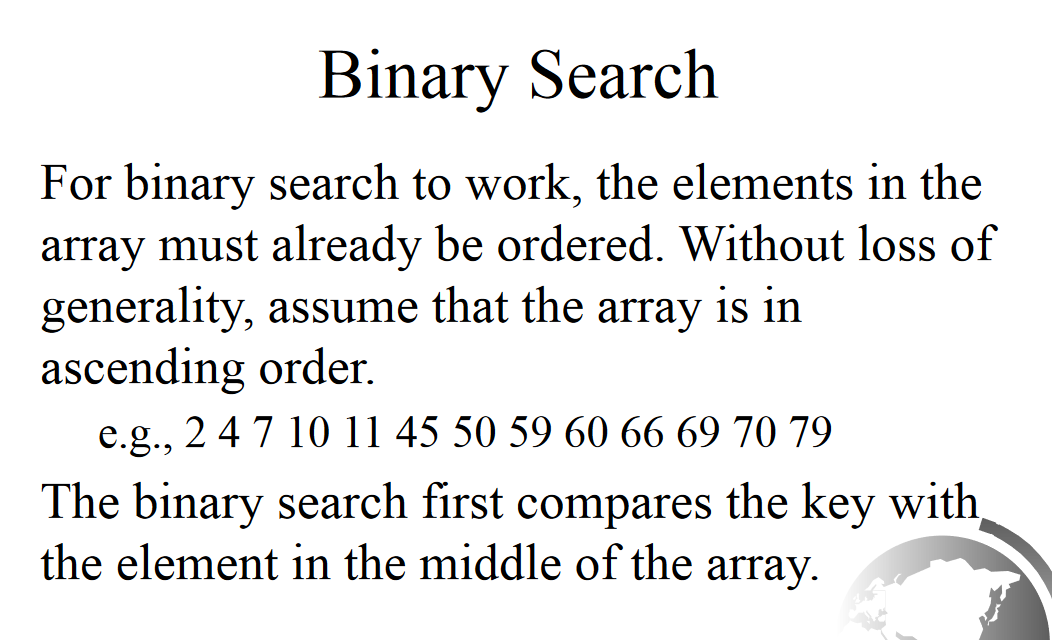 Binary Search
For binary search to work, the elements in the
array must already be ordered. Without loss of
generality, assume that the array is in
ascending order.
e.g., 2 4 7 10 11 45 50 59 60 66 69 70 79
The binary search first compares the key with
the element in the middle of the array.